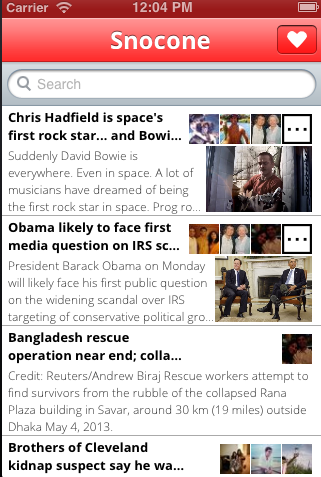 Carrier 12:04 PM
Snocone
Search
Chris Hadfield is space's
first rock star... and Bowi...
Suddenly David Bowie is
everywhere. Even in space. A lot of
musicians have dreamed of being
the first rock star in space. Prog ro...
Obama likely to face first
media question on IRS sc...
President Barack Obama on Monday
will likely face his first public question
on the widening scandal over IRS
targeting of conservative political gro...
Bangladesh rescue
operation near end; colla...
Credit: Reuters/Andrew Biraj Rescue workers attempt to
find survivors from the rubble of the collapsed Rana
Plaza building in Savar, around 30 km (19 miles) outside
Dhaka May 4, 2013.
Brothers of Cleveland
kidnap suspect say he wa...